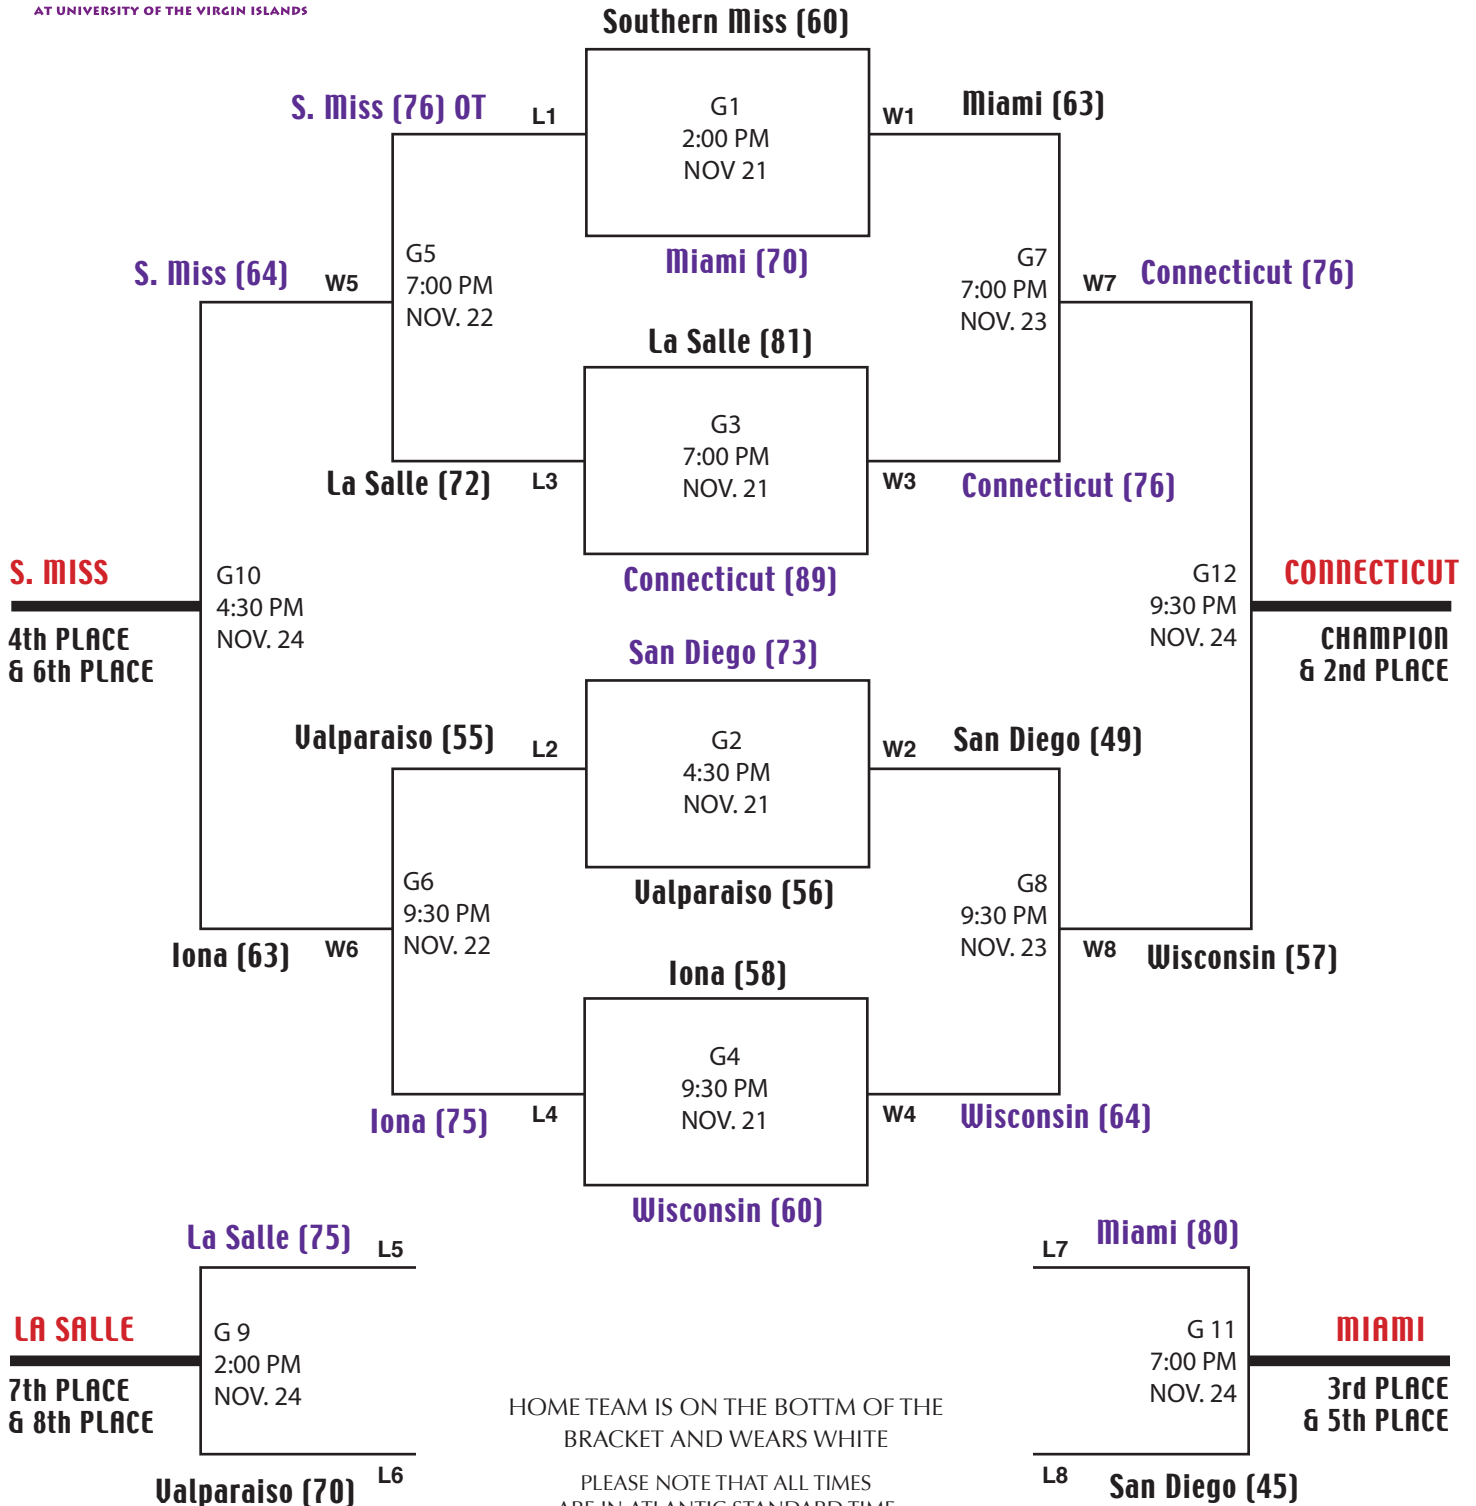 AT UNIVERSITY OF THE VIRGIN ISLANDS
Southern Miss (60)
S. Miss (76) OT
L1
G1
2:00 PM
NOV 21
W1
Miami (63)
Miami (70)
S. Miss (64)
W5
G5
7:00 PM
NOV. 22
G7
7:00 PM
NOV. 23
W7
Connecticut (76)
La Salle (81)
G3
7:00 PM
NOV. 21
La Salle (72)
L3
W3
Connecticut (76)
Connecticut (89)
S. MISS
4th PLACE
& 6th PLACE
G10
4:30 PM
NOV. 24
G12
9:30 PM
NOV. 24
CONNECTICUT
CHAMPION
& 2nd PLACE
San Diego (73)
Valparaiso (55)
L2
G2
4:30 PM
NOV. 21
W2
San Diego (49)
Valparaiso (56)
G6
9:30 PM
NOV. 22
G8
9:30 PM
NOV. 23
Iona (63)
W6
W8
Wisconsin (57)
Iona (58)
G4
9:30 PM
NOV. 21
Iona (75)
L4
W4
Wisconsin (64)
Wisconsin (60)
La Salle (75)
L5
L7
Miami (80)
LA SALLE
7th PLACE
& 8th PLACE
G 9
2:00 PM
NOV. 24
G 11
7:00 PM
NOV. 24
MIAMI
3rd PLACE
& 5th PLACE
HOME TEAM IS ON THE BOTTM OF THE
BRACKET AND WEARS WHITE
Valparaiso (70)
L6
L8
San Diego (45)
PLEASE NOTE THAT ALL TIMES
ARE IN ATLANTIC STANDARD TIME